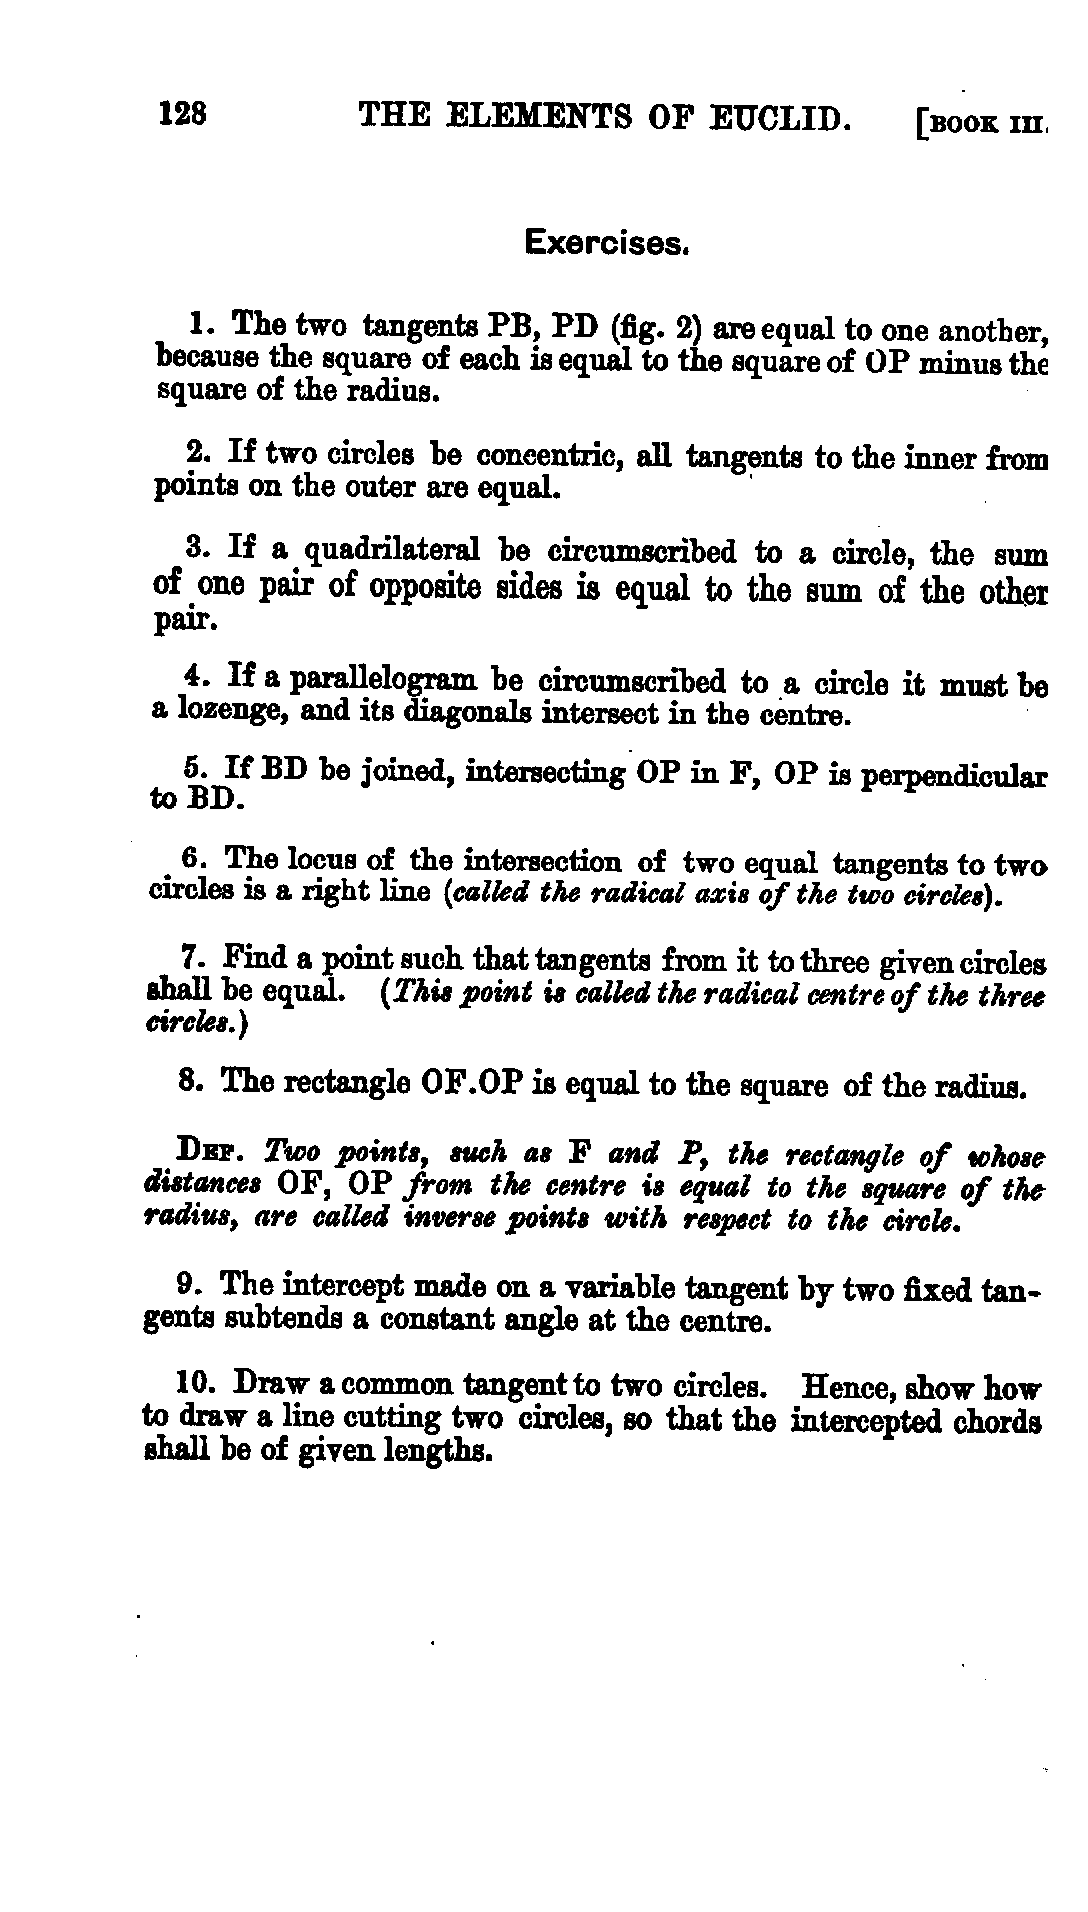 128 THE ELEMENTS OF EUCLID. [BOOK III.
Exercises.
1. The two tangents PB, PD (fig. 2) are equal to one another,
because the square of each is equal to the square of OP minus the
square of the radius.
2. If two circles be concentric, all tangents to the inner from
points on the outer are equal.
3. If a quadrilateral be circumscribed to a circle, the sum
of one pair of opposite sides is equal to the sum of the other
pair.
4. If a parallelogram be circumscribed to a circle it must be
a lozenge, and its diagonals intersect in the centre.
5. If BD be joined, intersecting OP in F, OP is perpendicular
to BD.
6. The locus of the intersection of two equal tangents to two
circles is a right line (called the radical axis of the two circles).
7. Find a point such that tangents from it to three given circles
shall be equal. (This point is called the radical centre of the three
circles.)
8. The rectangle OF.OP is equal to the square of the radius.
DEF. Two points, such as F and P, the rectangle of whose
distances OF, OP from the centre is equal to the square of the
radius, are called inverse points with respect to the circle.
9. The intercept made on a variable tangent by two fixed tan-
gents subtends a constant angle at the centre.
10. Draw a common tangent to two circles. Hence, show how
to draw a line cutting two circles, so that the intercepted chords
shall be of given lengths.